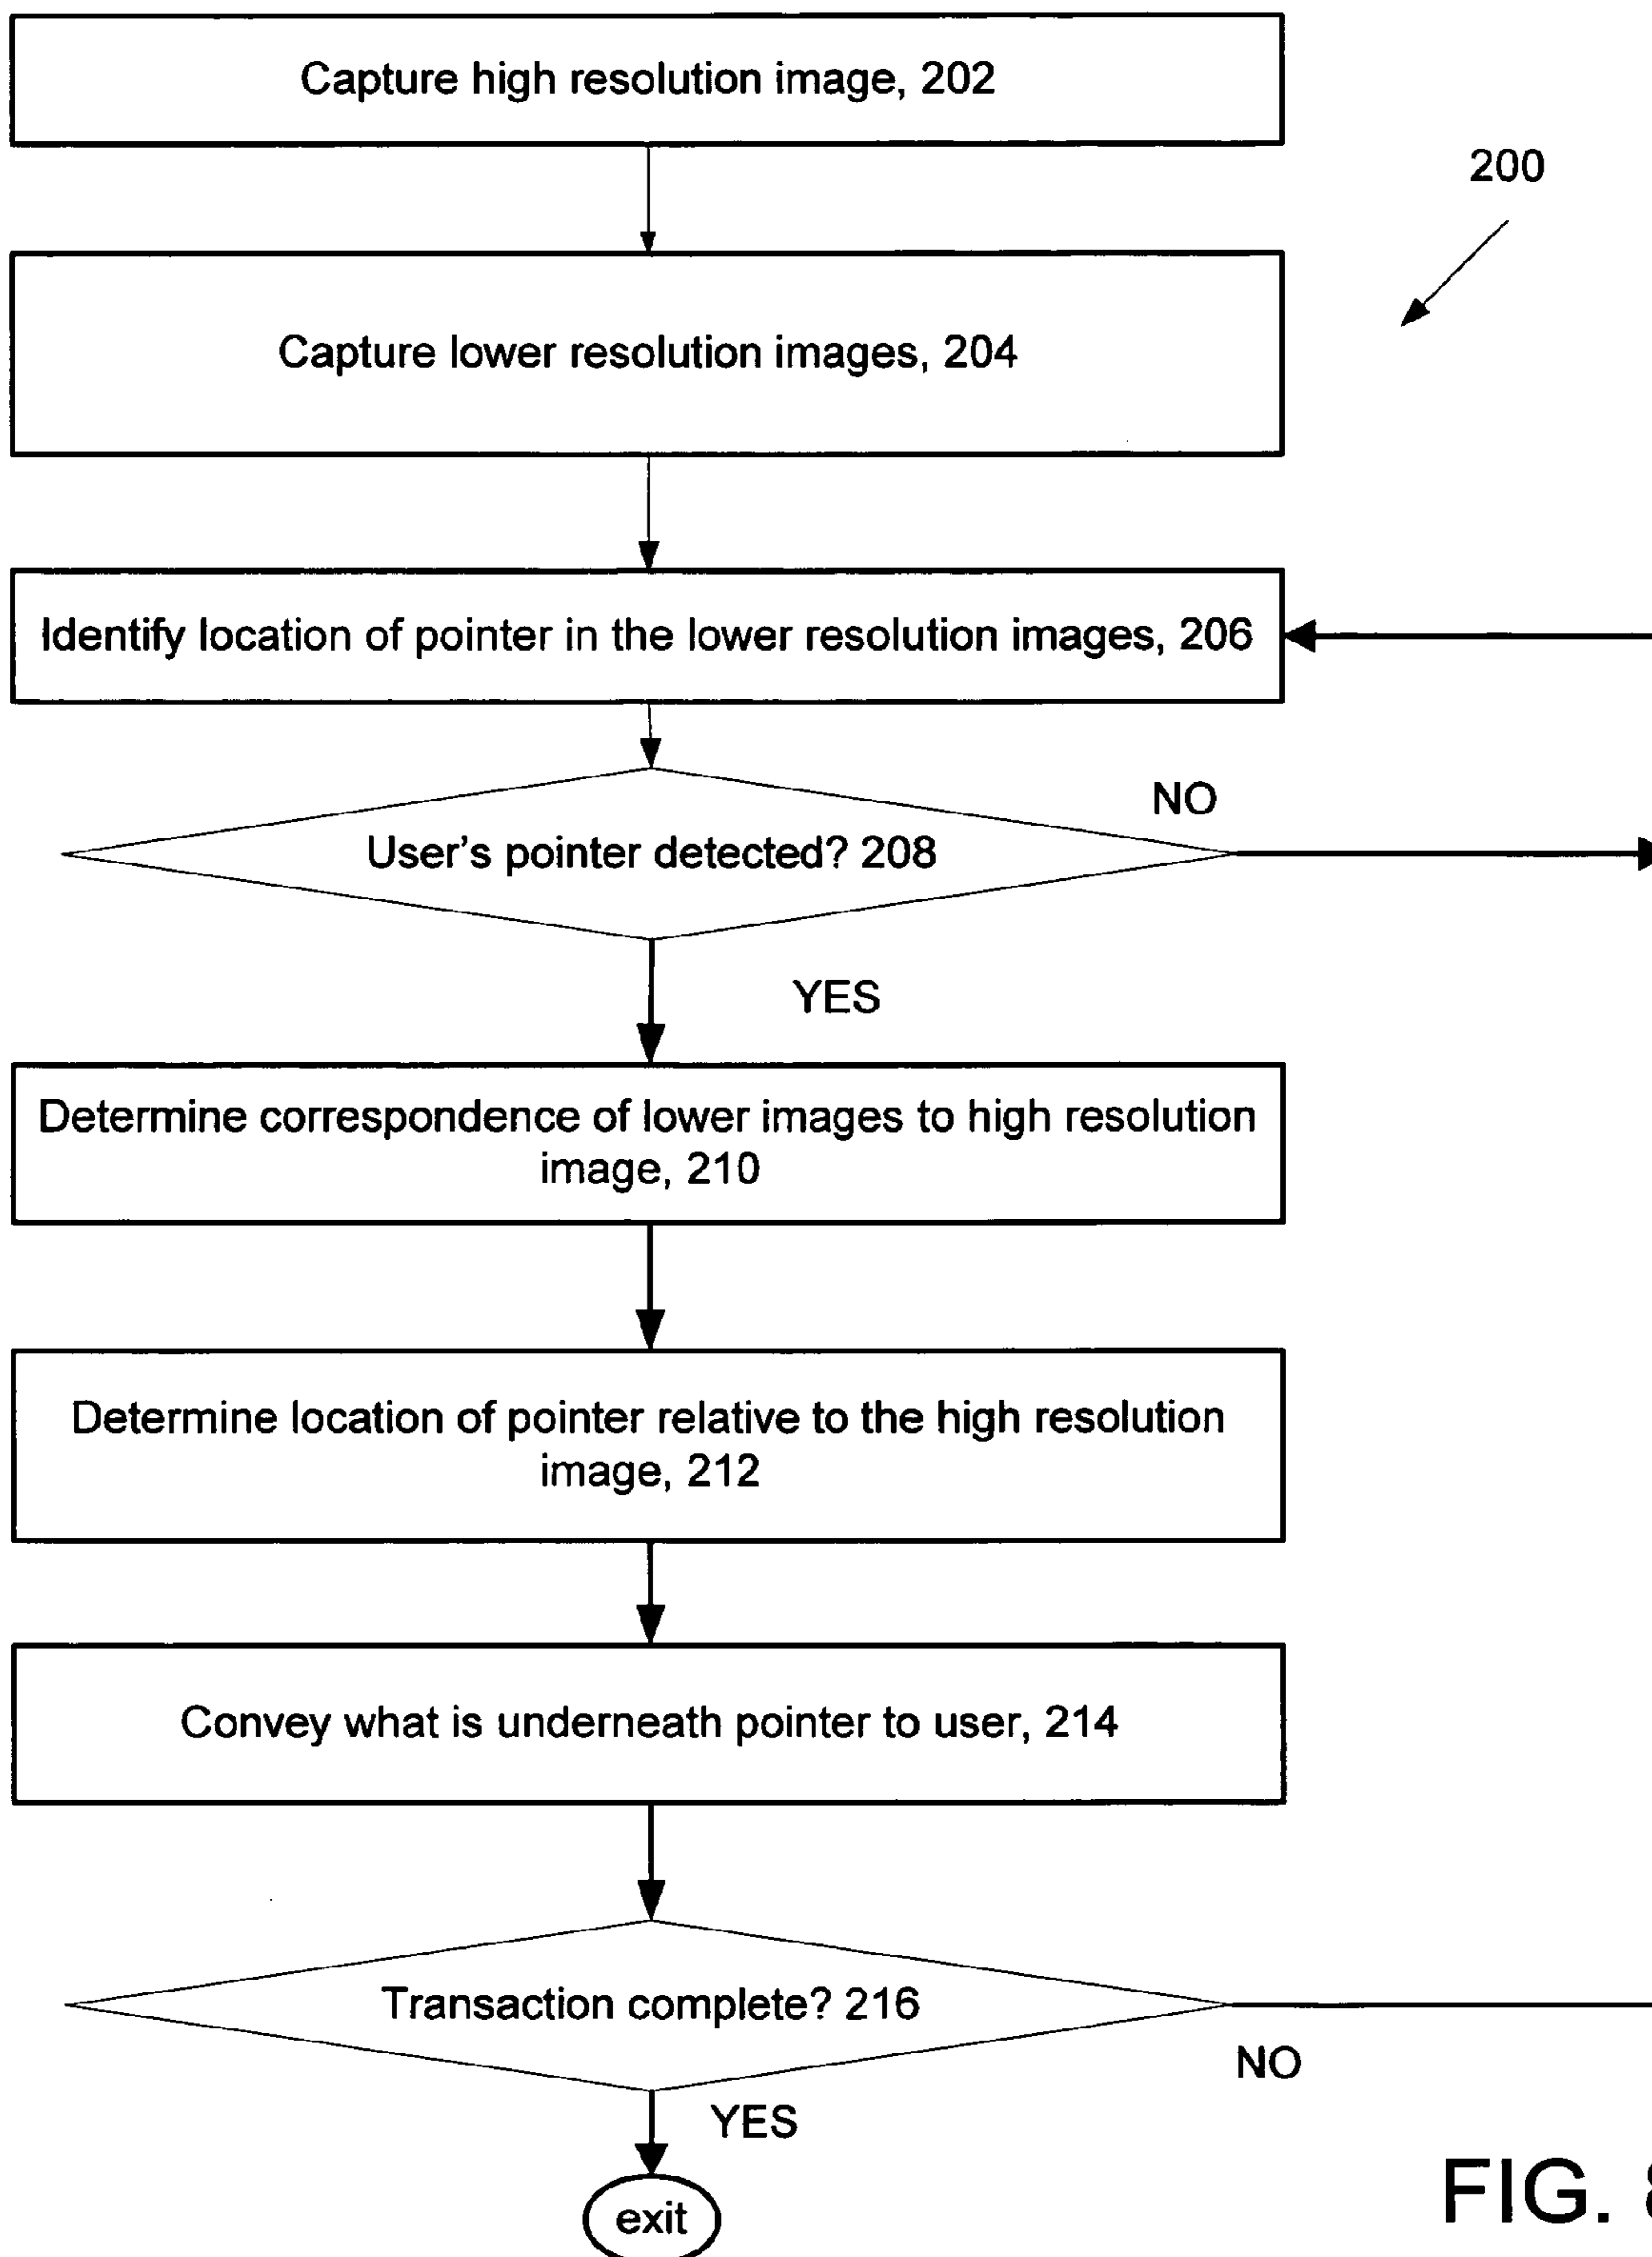 Capture high resolution image, 202
200
Capture lower resolution images, 204
Identify location of pointer in the lower resolution images, 206
NO
User's pointer detected? 208
YES
Determine correspondence of lower images to high resolution
image, 210
Determine location of pointer relative to the high resolution
image, 212
Convey what is underneath pointer to user, 214
Transaction complete? 216
NO
YES
exit
FIG. 8